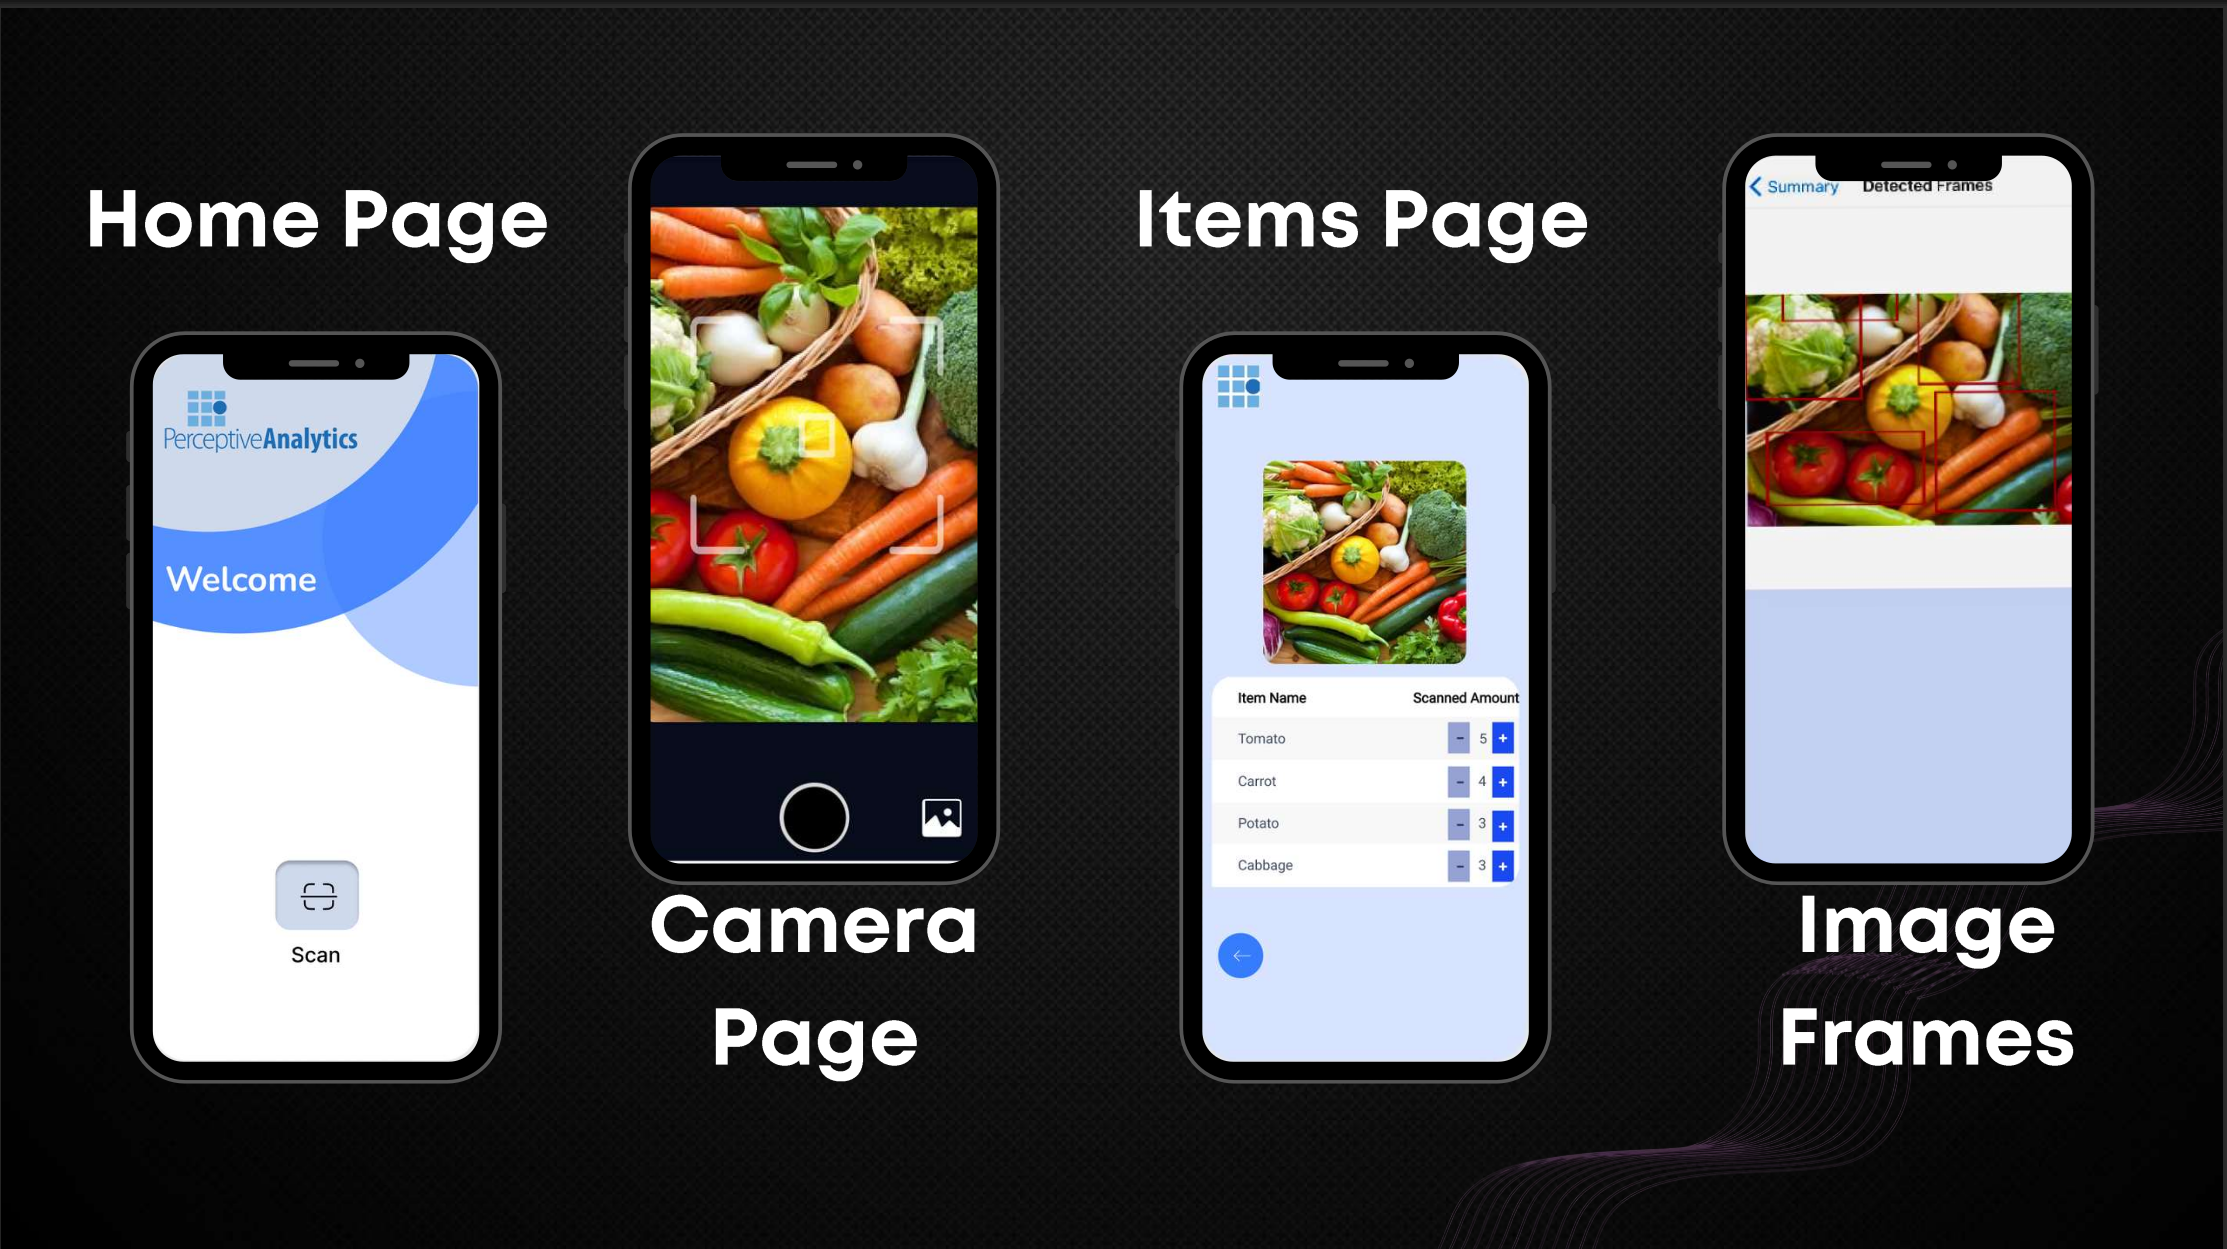 Home Page
PerceptiveAnalytics
Welcome
Scan
Camera
Page
Items Page
Item Name Scanned Amount
Tomato - 5 +
Carrot - 4 +
Potato - 3 +
Cabbage - 3 +
Summary Detected Frames
Image
Frames